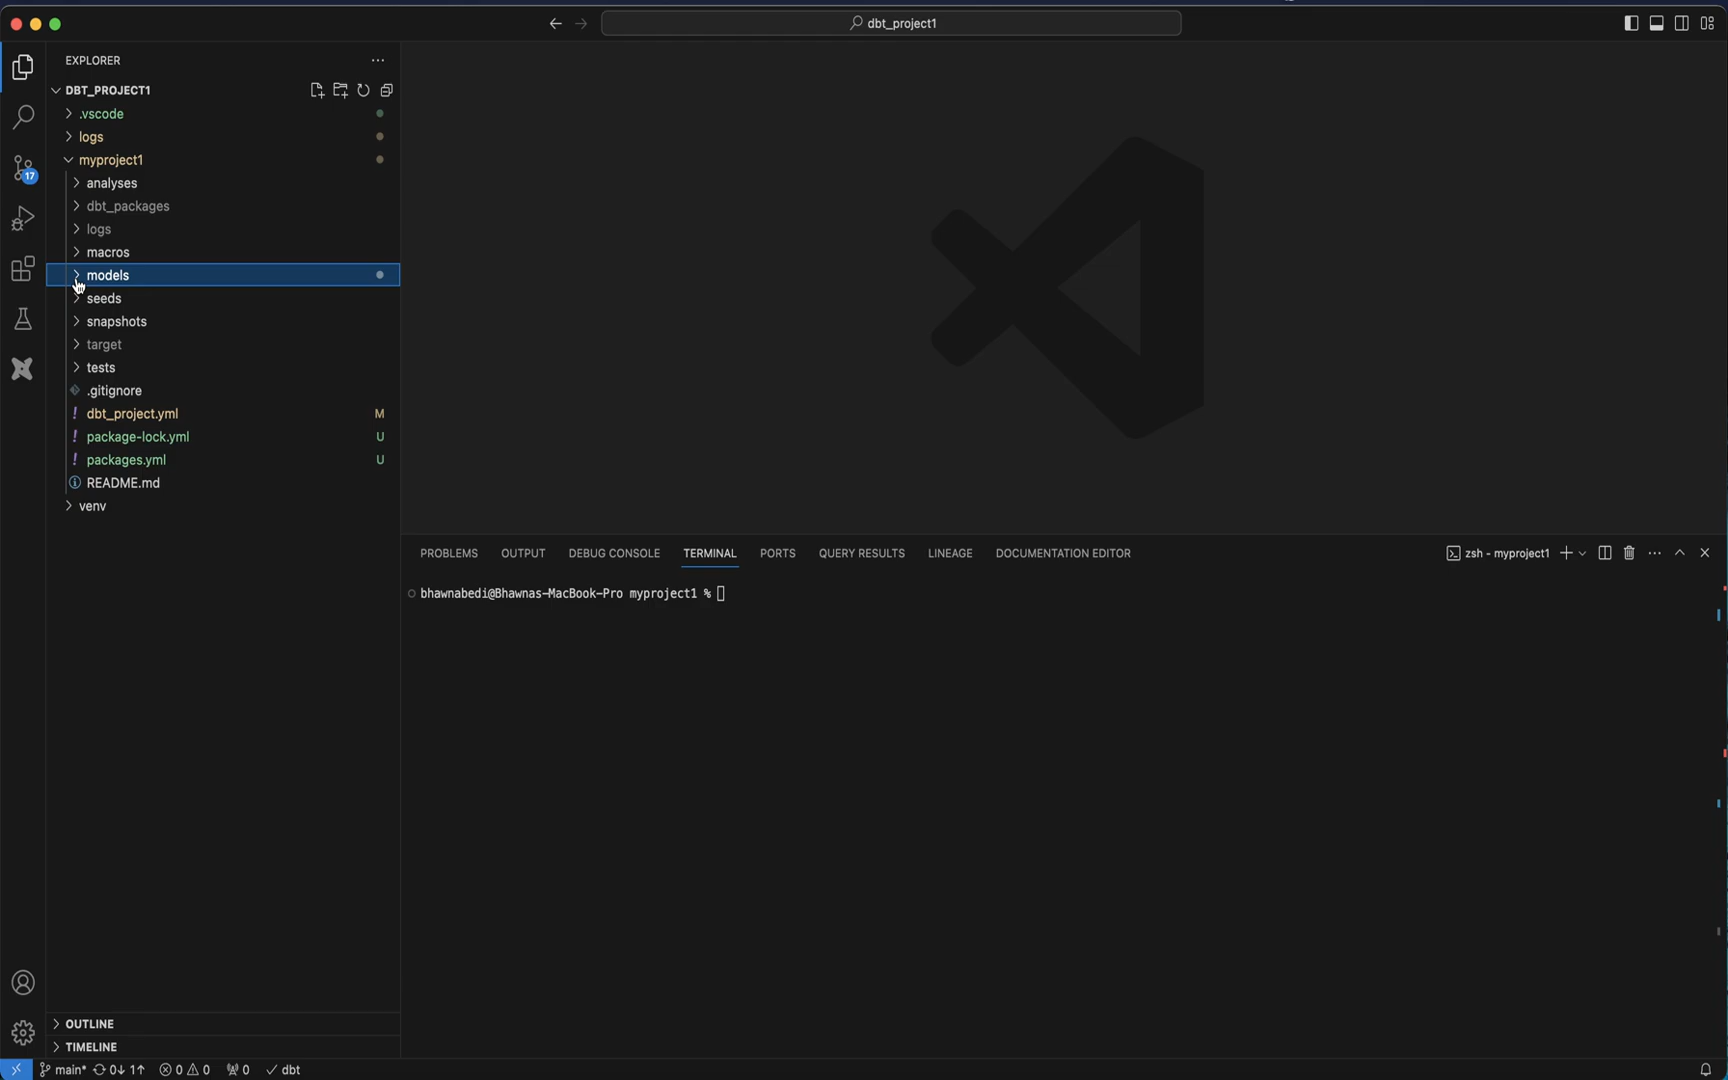 dbt_project1
EXPLORER
DBT_PROJECT1
.vscode
logs
myproject1
analyses
dbt_packages
logs
macros
models
seeds
snapshots
target
tests
.gitignore
! dbt_project.yml M
! package-lock.yml U
! packages.yml U
README.md
venv
17
PROBLEMS OUTPUT DEBUG CONSOLE TERMINAL PORTS QUERY RESULTS LINEAGE DOCUMENTATION EDITOR zsh - myproject1
bhawnabedi@Bhawnas-MacBook-Pro myproject1 %
OUTLINE
TIMELINE
main* 0↓ 1↑ 0 0 0 ✓ dbt